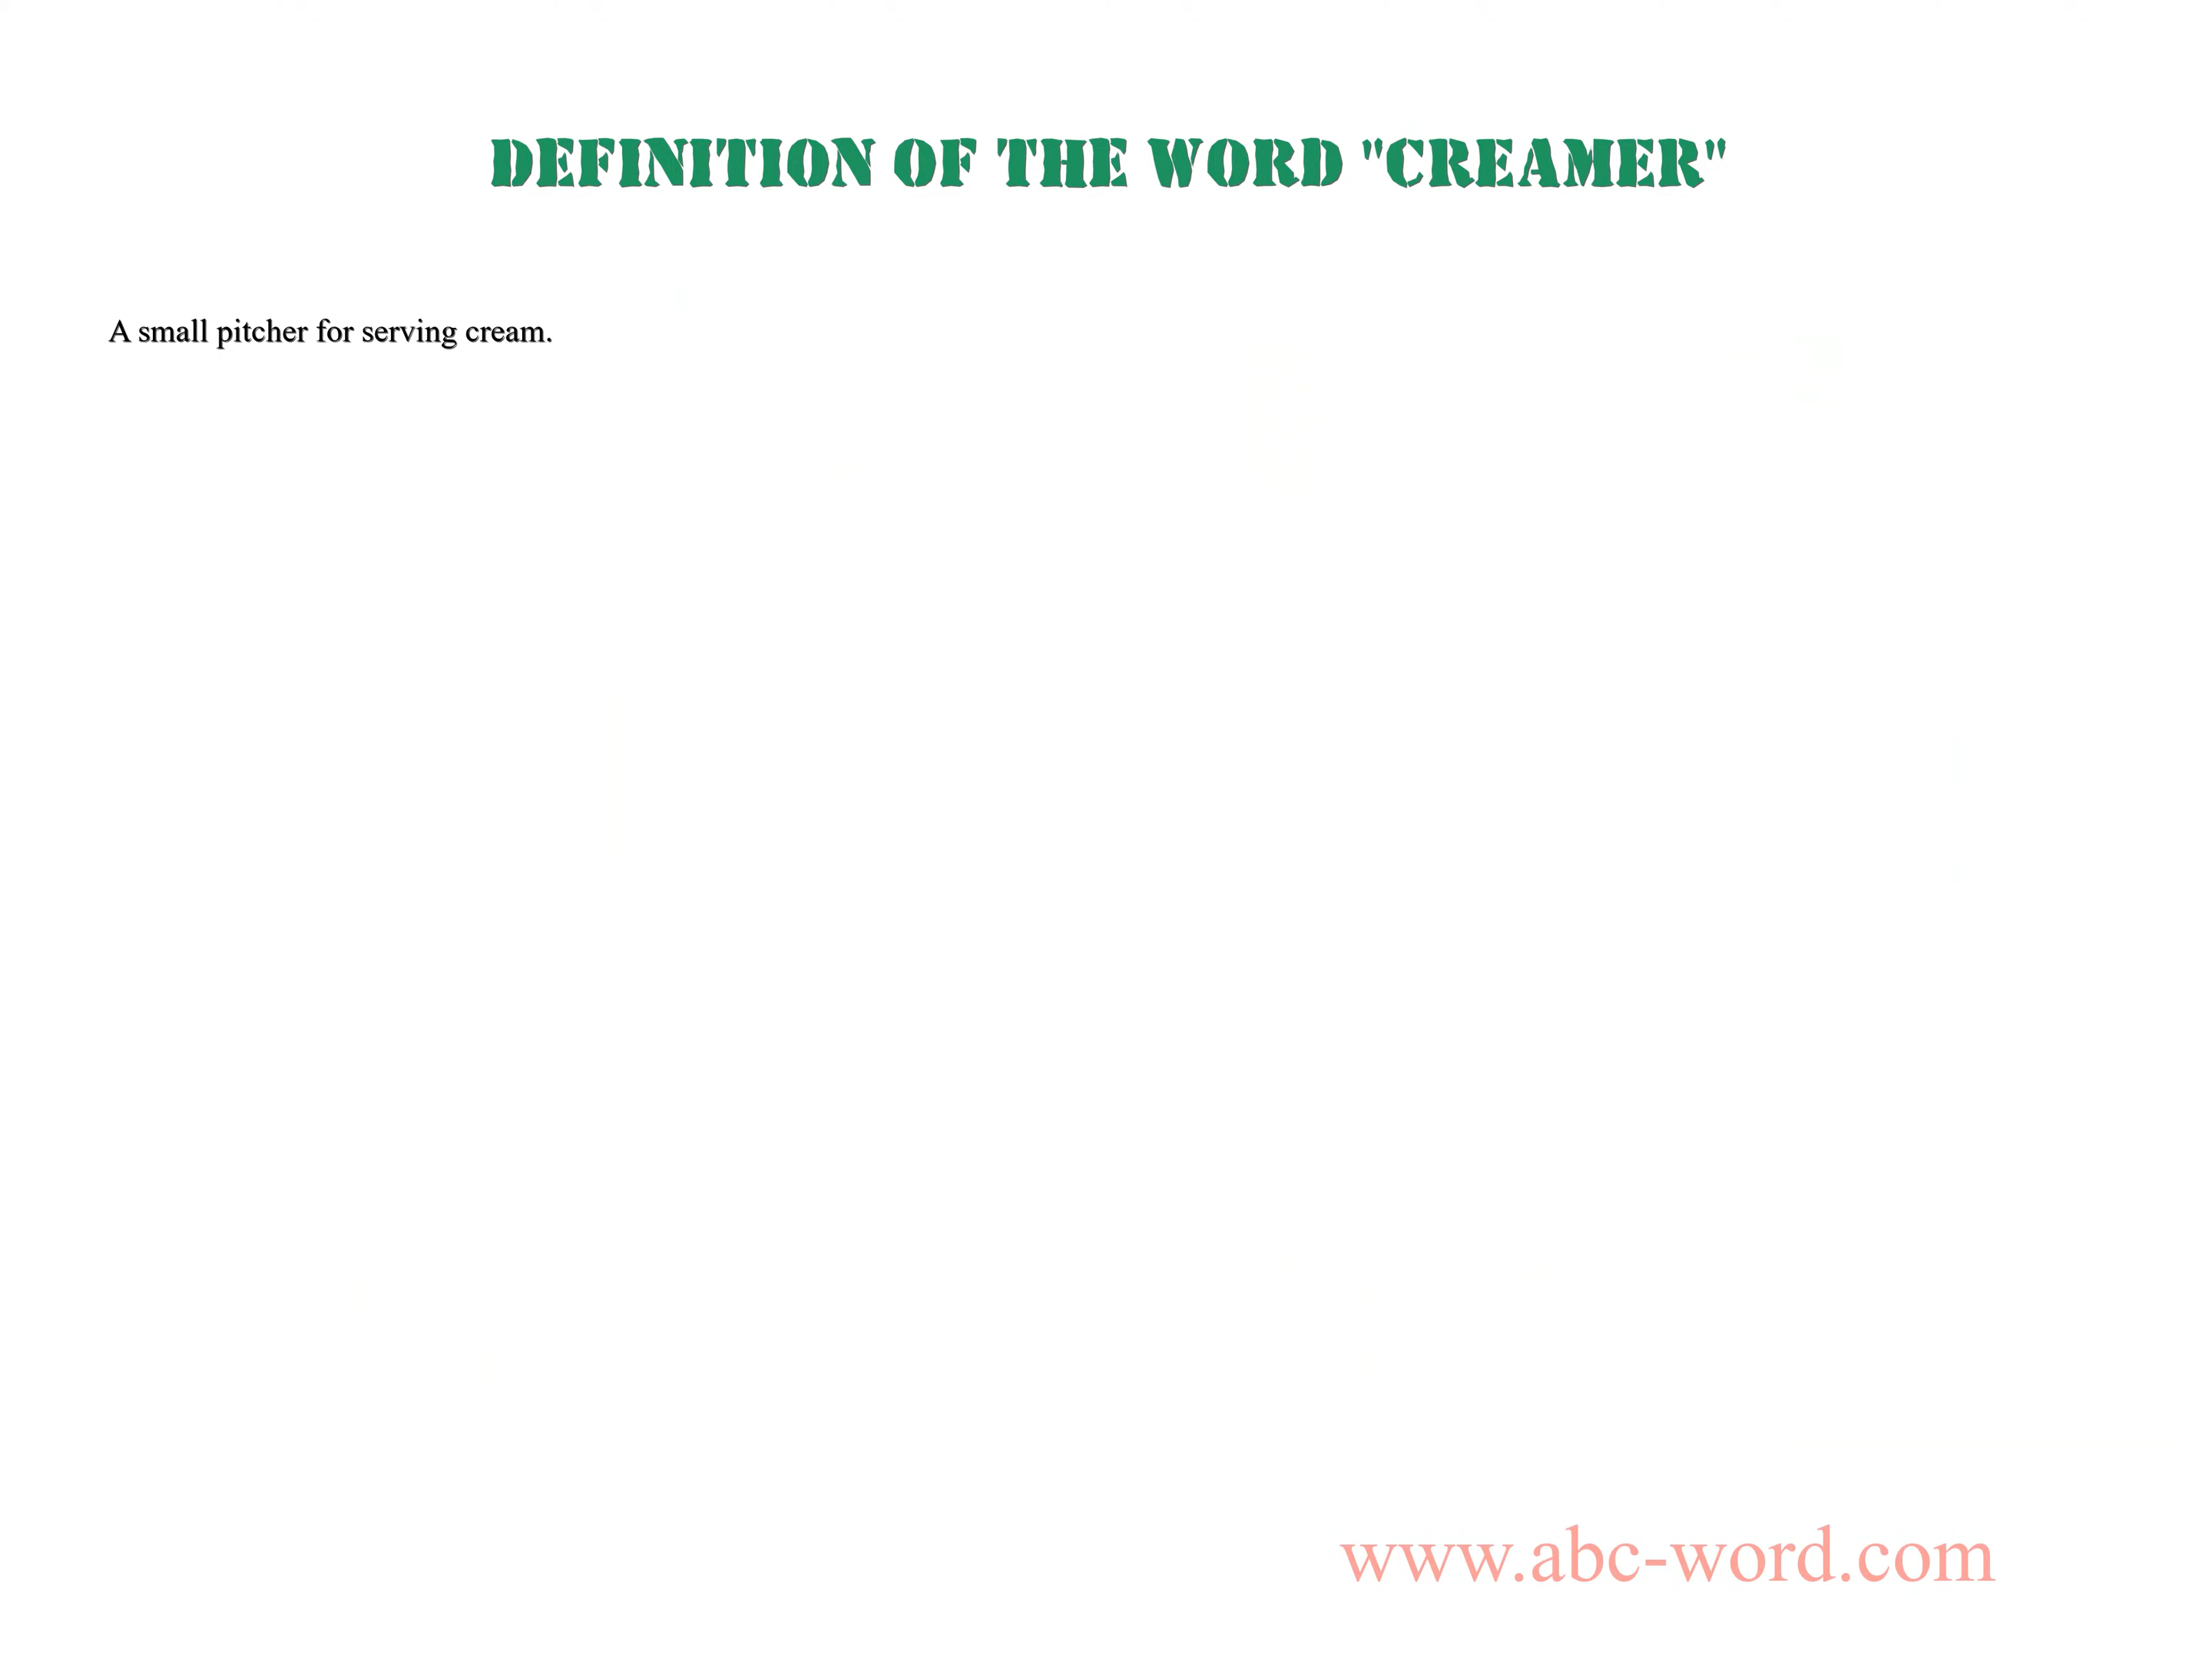 DEFINITION OF THE WORD "CREAMER"
A small pitcher for serving cream.
www.abc-word.com